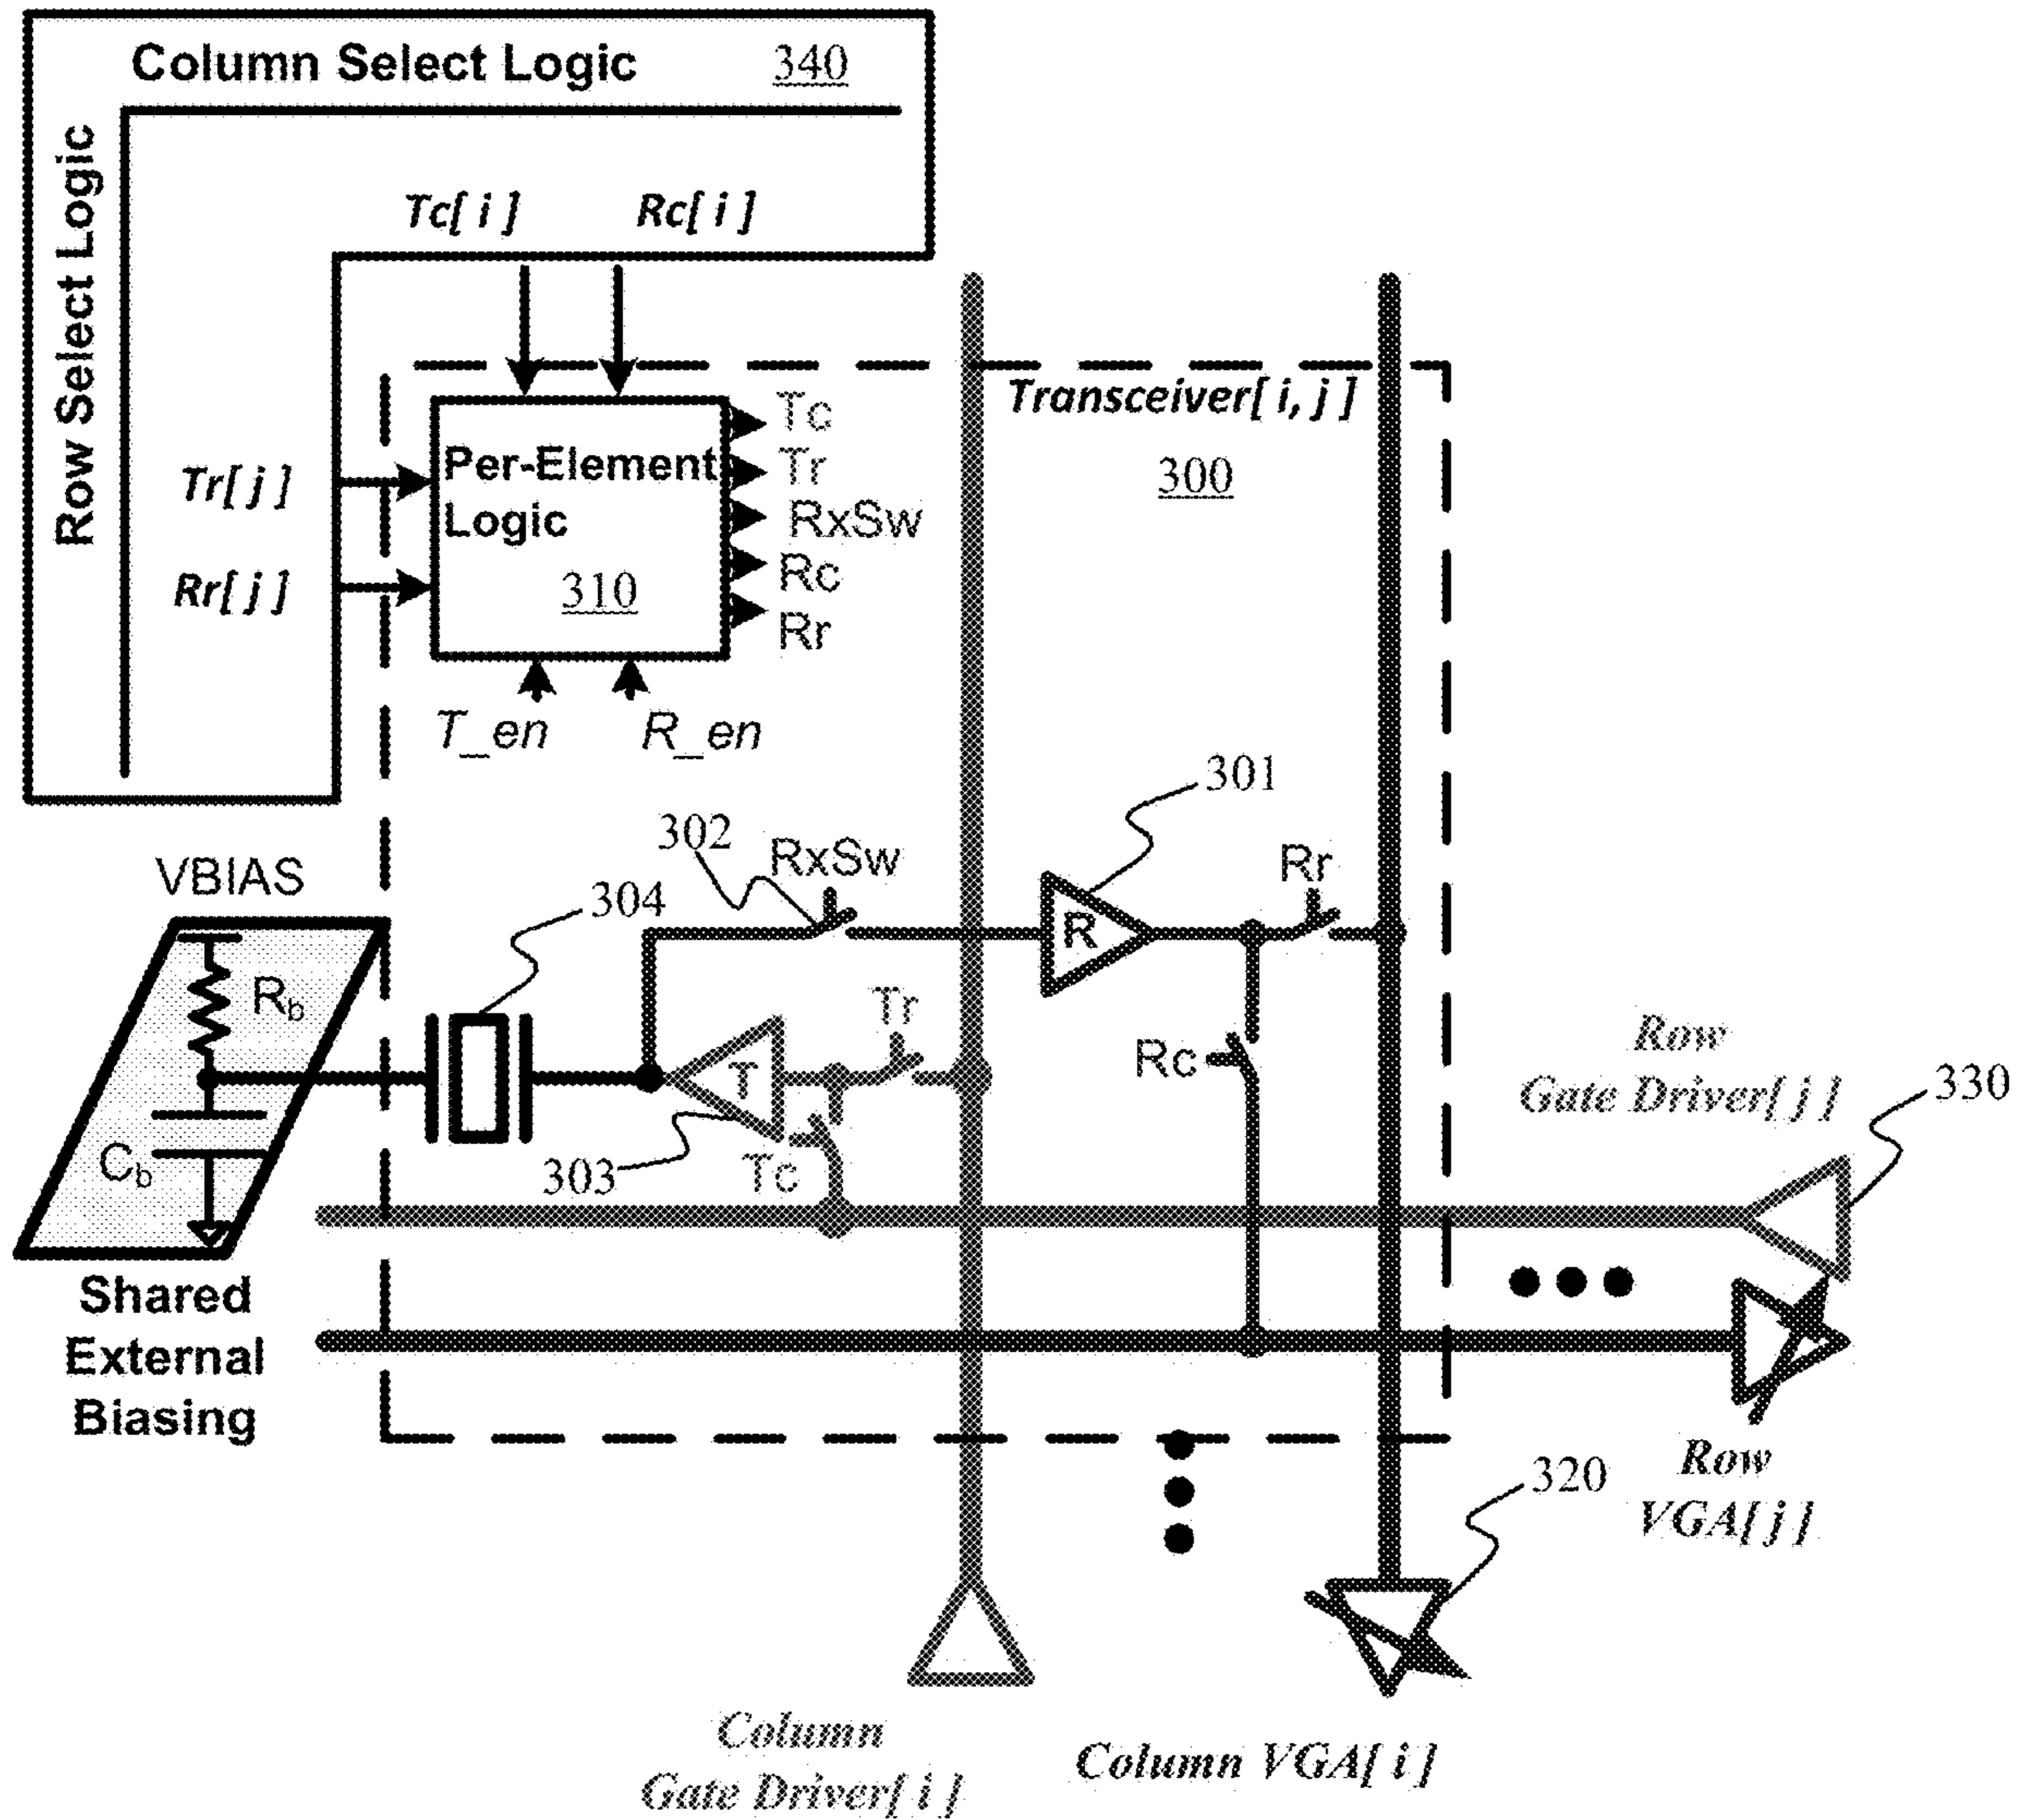 Column Select Logic 340
Row Select Logic
Tc[ i ] Rc[ i ]
Transceiver[ i, j ]
300
Tr[ j ]
Rr[ j ]
Per-Element
Logic
310
Tc
Tr
RxSw
Rc
Rr
T_en R_en
301
302
RxSw
Rr
VBIAS
304
R
Rb
Tr
Rc
T
Row
Gate Driver[ j ]
330
Cb
303
Tc
Shared
External
Biasing
Row
VGA[ j ]
320
Column
Gate Driver[ i ]
Column VGA[ i ]